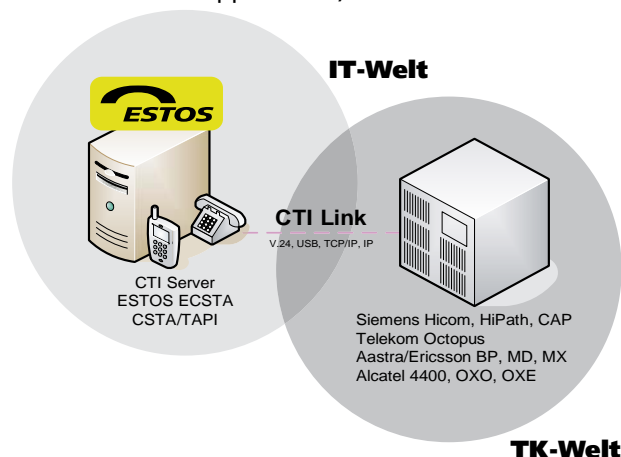 IT-Welt
ESTOS
CTI Link
V.24, USB, TCP/IP, IP
CTI Server
ESTOS ECSTA
CSTA/TAPI
Siemens Hicom, HiPath, CAP
Telekom Octopus
Aastra/Ericsson BP, MD, MX
Alcatel 4400, OXO, OXE
TK-Welt